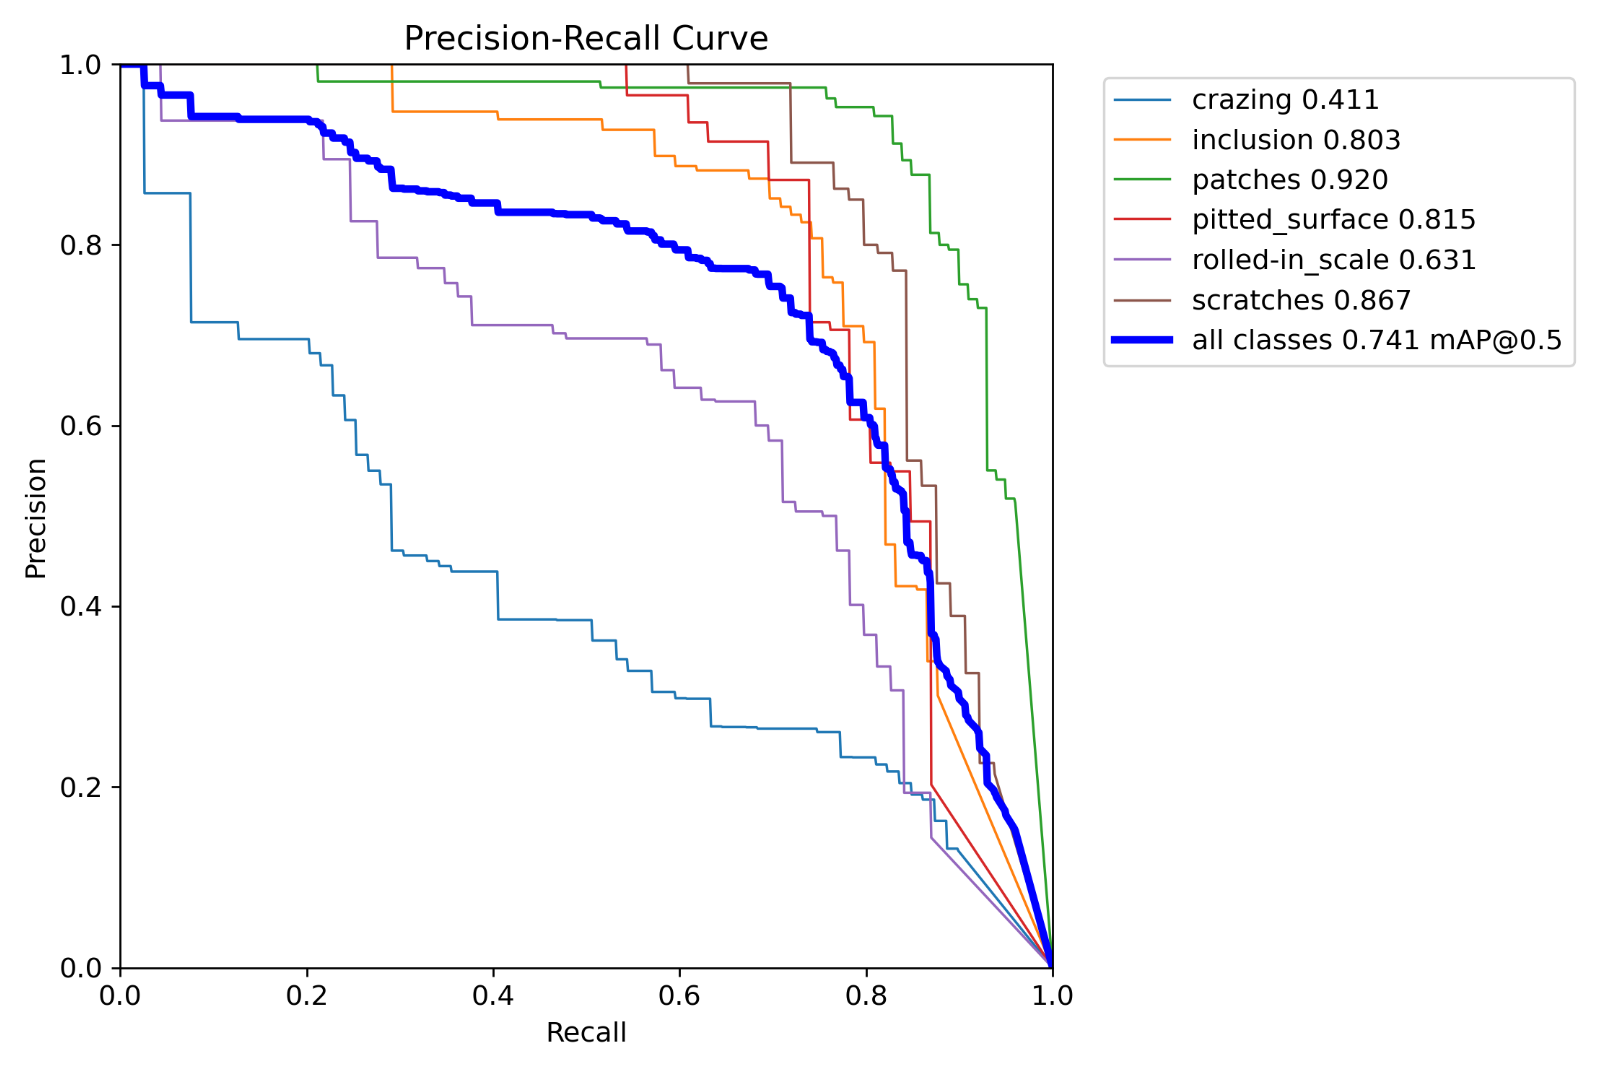 Precision-Recall Curve
1.0
0.8
0.6
0.4
0.2
0.0
Precision
0.0 0.2 0.4 0.6 0.8 1.0
Recall
crazing 0.411
inclusion 0.803
patches 0.920
pitted_surface 0.815
rolled-in_scale 0.631
scratches 0.867
all classes 0.741 mAP@0.5